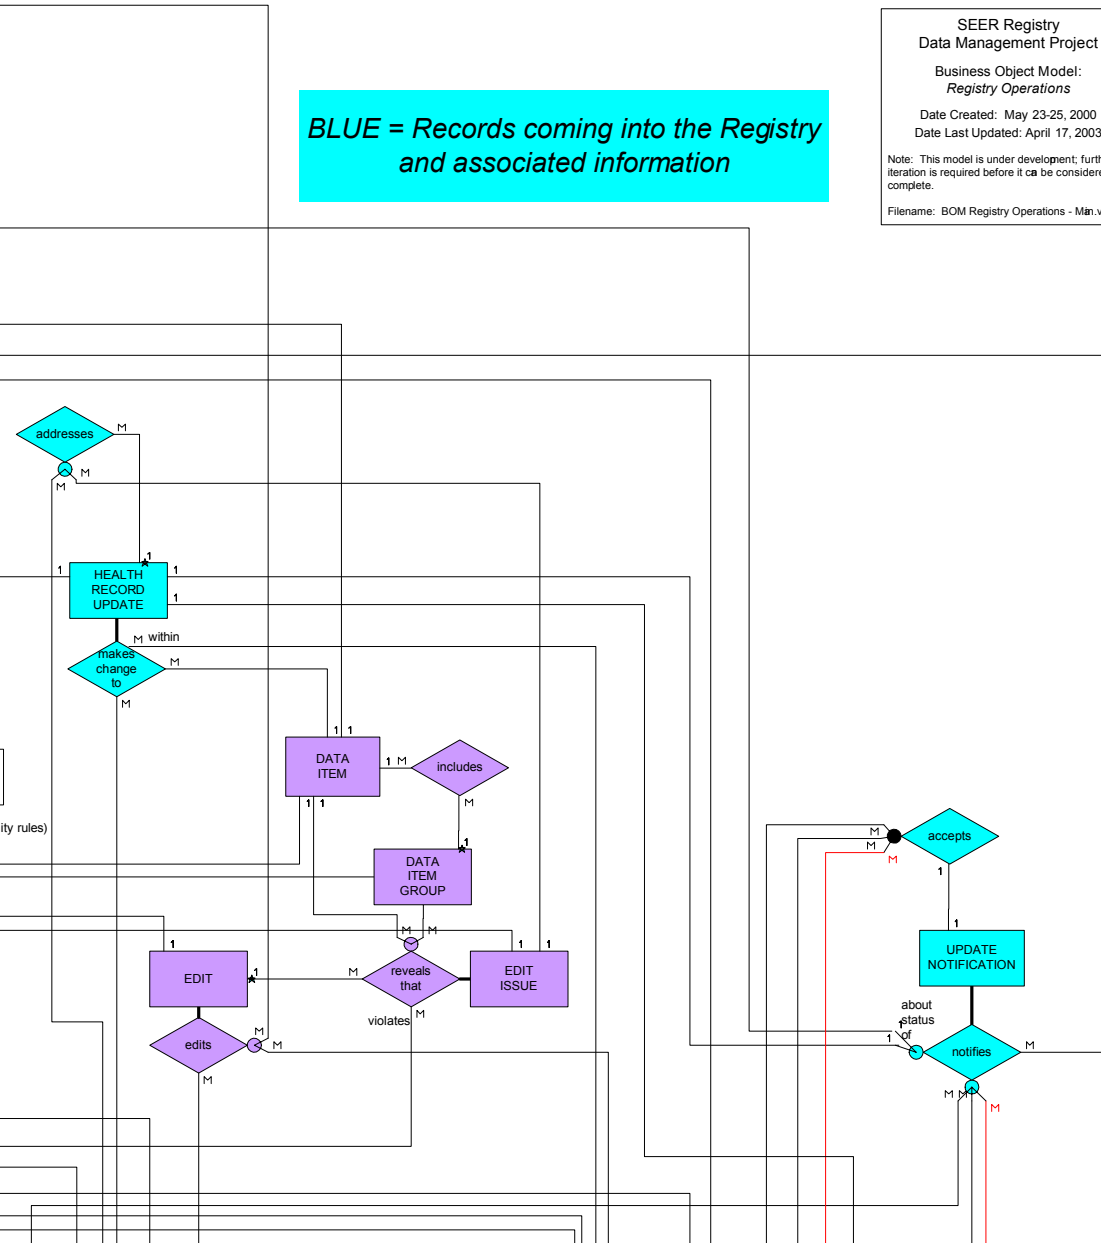 SEER Registry
Data Management Project
Business Object Model:
Registry Operations
Date Created: May 23-25, 2000
Date Last Updated: April 17, 2003
Note: This model is under development; furth
iteration is required before it can be considere
complete.
Filename: BOM Registry Operations - Main.v
BLUE = Records coming into the Registry
and associated information
addresses
M
M
M
1
1
HEALTH
RECORD
UPDATE
1
1
M within
makes
change
to
M
M
1 1
DATA
ITEM
1 M
includes
1 1
M
1
DATA
ITEM
GROUP
ity rules)
M
M
M
accepts
1
1
UPDATE
NOTIFICATION
M M
1
EDIT
1
M
reveals
that
1 1
EDIT
ISSUE
violates
M
edits
M
M
M
about
status
of
1
1
notifies
M
M M
M